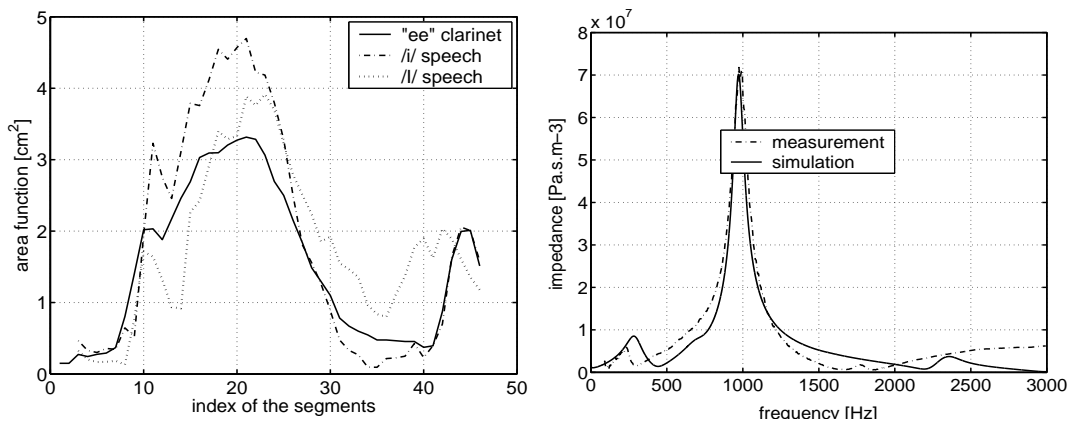 area function [cm²]
5
4
3
2
1
0
0
10
20
30
40
50
index of the segments
"ee" clarinet
/i/ speech
/I/ speech
impedance [Pa.s.m–3]
x 10⁷
8
7
6
5
4
3
2
1
0
0
500
1000
1500
2000
2500
3000
frequency [Hz]
measurement
simulation